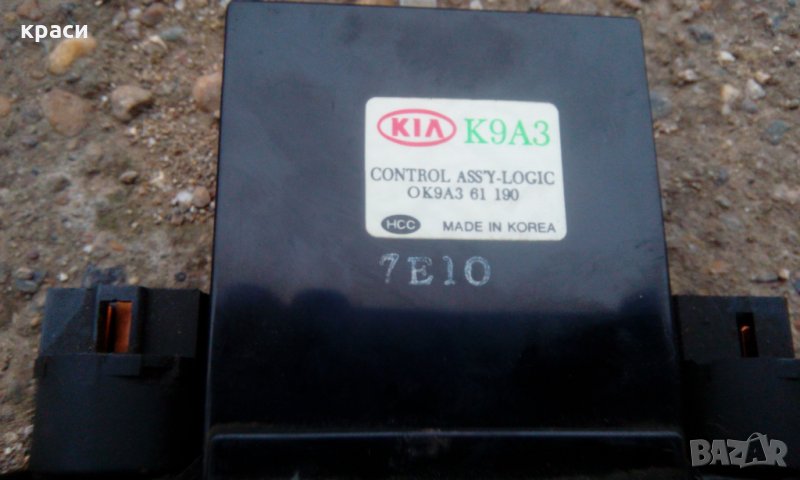 краси
KIA K9A3
CONTROL ASS'Y-LOGIC
OK9A3 61 190
HCC MADE IN KOREA
7E10
BAZAR